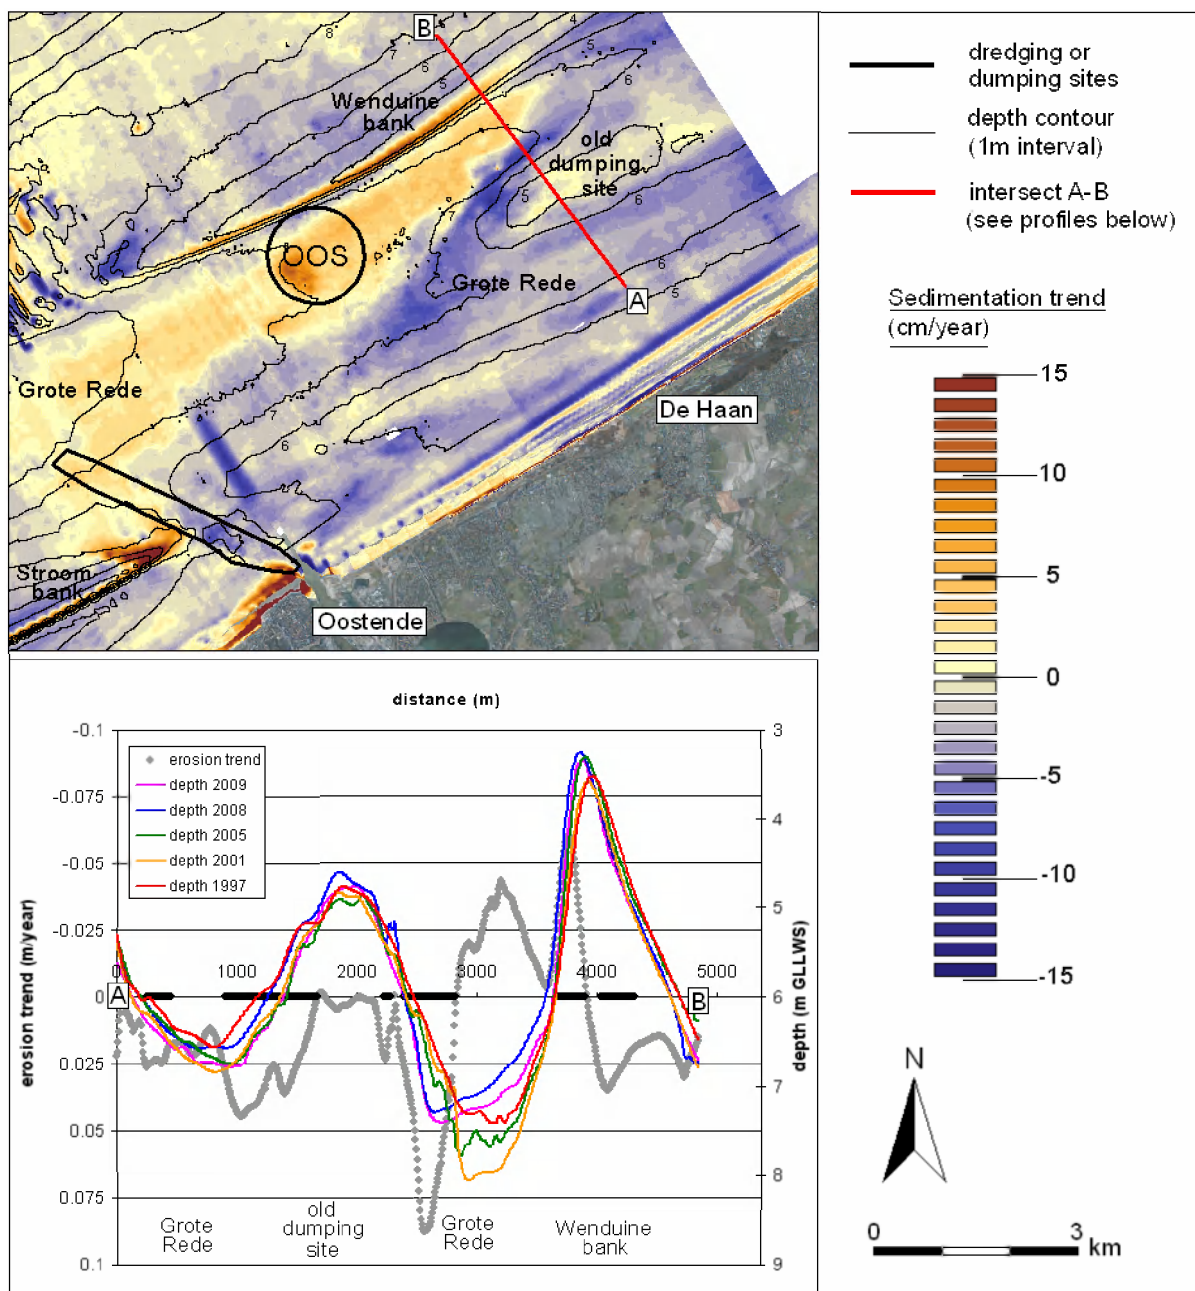 B
Wenduine
bank
8
7
6
5
4
5
6
old
dumping
site
7
5
6
OOS
Grote Rede
A
5
Grote Rede
7
6
De Haan
Stroom-
bank
Oostende
dredging or
dumping sites
depth contour
(1m interval)
intersect A-B
(see profiles below)
Sedimentation trend
(cm/year)
15
10
5
0
-5
-10
-15
N
0 3
km
distance (m)
-0.1
-0.075
-0.05
-0.025
0
0.025
0.05
0.075
0.1
erosion trend (m/year)
erosion trend
depth 2009
depth 2008
depth 2005
depth 2001
depth 1997
0 1000 2000 3000 4000 5000
A
B
3
4
5
6
7
8
9
depth (m GLLWS)
Grote
Rede
old
dumping
site
Grote
Rede
Wenduine
bank